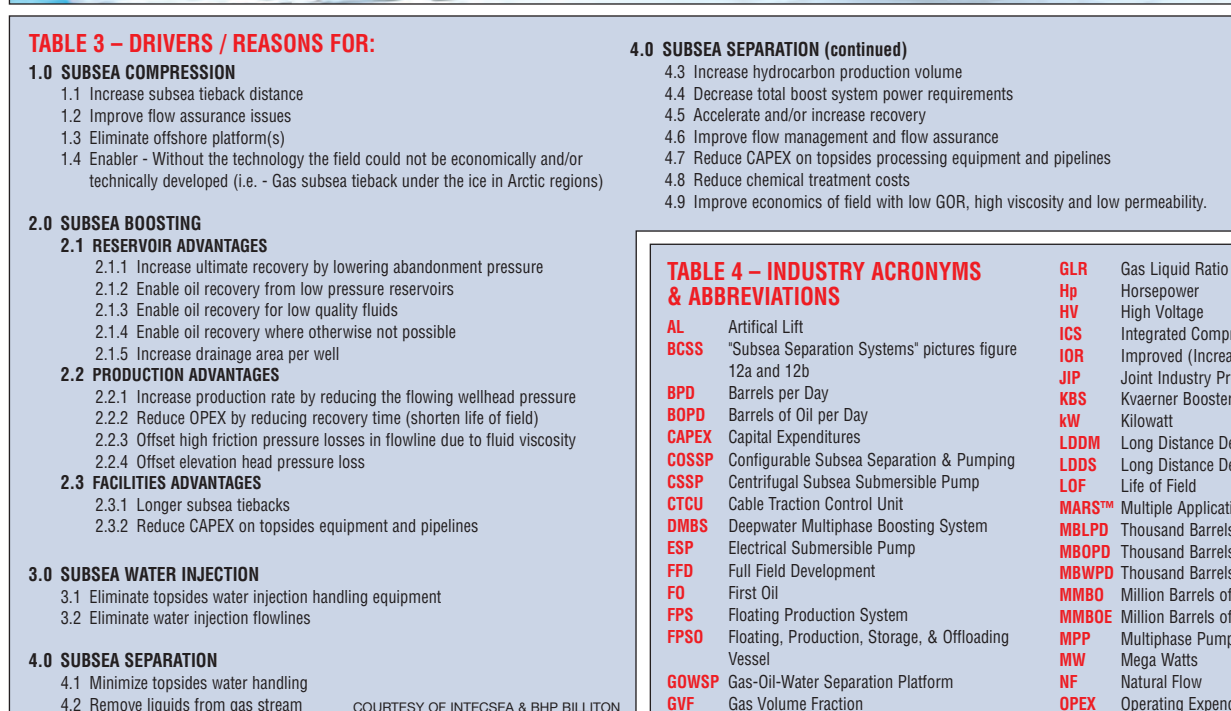 TABLE 3 – DRIVERS / REASONS FOR:
1.0 SUBSEA COMPRESSION
1.1 Increase subsea tieback distance
1.2 Improve flow assurance issues
1.3 Eliminate offshore platform(s)
1.4 Enabler - Without the technology the field could not be economically and/or
technically developed (i.e. - Gas subsea tieback under the ice in Arctic regions)
2.0 SUBSEA BOOSTING
2.1 RESERVOIR ADVANTAGES
2.1.1 Increase ultimate recovery by lowering abandonment pressure
2.1.2 Enable oil recovery from low pressure reservoirs
2.1.3 Enable oil recovery for low quality fluids
2.1.4 Enable oil recovery where otherwise not possible
2.1.5 Increase drainage area per well
2.2 PRODUCTION ADVANTAGES
2.2.1 Increase production rate by reducing the flowing wellhead pressure
2.2.2 Reduce OPEX by reducing recovery time (shorten life of field)
2.2.3 Offset high friction pressure losses in flowline due to fluid viscosity
2.2.4 Offset elevation head pressure loss
2.3 FACILITIES ADVANTAGES
2.3.1 Longer subsea tiebacks
2.3.2 Reduce CAPEX on topsides equipment and pipelines
3.0 SUBSEA WATER INJECTION
3.1 Eliminate topsides water injection handling equipment
3.2 Eliminate water injection flowlines
4.0 SUBSEA SEPARATION
4.1 Minimize topsides water handling
4.2 Remove liquids from gas stream
COURTESY OF INTECSEA & BHP BILLITON
4.0 SUBSEA SEPARATION (continued)
4.3 Increase hydrocarbon production volume
4.4 Decrease total boost system power requirements
4.5 Accelerate and/or increase recovery
4.6 Improve flow management and flow assurance
4.7 Reduce CAPEX on topsides processing equipment and pipelines
4.8 Reduce chemical treatment costs
4.9 Improve economics of field with low GOR, high viscosity and low permeability.
TABLE 4 – INDUSTRY ACRONYMS
& ABBREVIATIONS
AL Artifical Lift
BCSS "Subsea Separation Systems" pictures figure
12a and 12b
BPD Barrels per Day
BOPD Barrels of Oil per Day
CAPEX Capital Expenditures
COSSP Configurable Subsea Separation & Pumping
CSSP Centrifugal Subsea Submersible Pump
CTCU Cable Traction Control Unit
DMBS Deepwater Multiphase Boosting System
ESP Electrical Submersible Pump
FFD Full Field Development
FO First Oil
FPS Floating Production System
FPSO Floating, Production, Storage, & Offloading
Vessel
GOWSP Gas-Oil-Water Separation Platform
GVF Gas Volume Fraction
GLR Gas Liquid Ratio
Hp Horsepower
HV High Voltage
ICS Integrated
IOR Improved
JIP Joint Industry
KBS Kvaerner Booster
kW Kilowatt
LDDM Long Distance
LDDS Long Distance
LOF Life of Field
MARS™ Multiple
MBLPD Thousand Barrels
MBOPD Thousand Barrels
MBWPD Thousand Barrels
MMBO Million Barrels of
MMBOE Million Barrels of
MPP Multiphase Pump
MW Mega Watts
NF Natural Flow
OPEX Operating